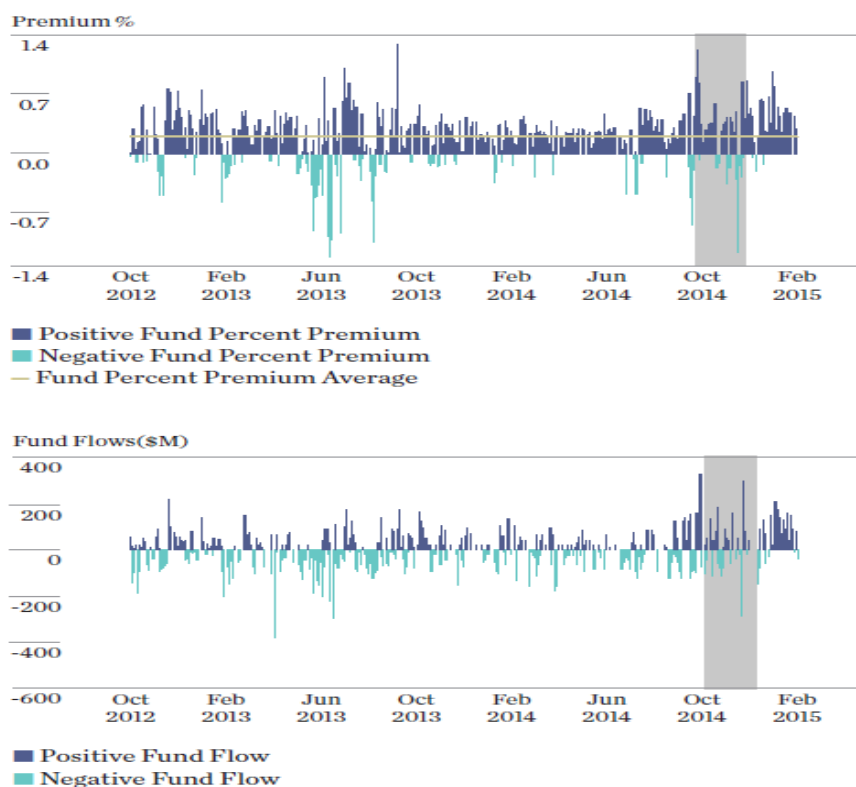 Premium %
1.4
0.7
0.0
-0.7
-1.4
Oct Feb Jun Oct Feb Jun Oct Feb
2012 2013 2013 2013 2014 2014 2014 2015
Positive Fund Percent Premium
Negative Fund Percent Premium
Fund Percent Premium Average
Fund Flows($M)
400
200
0
-200
-400
-600
Oct Feb Jun Oct Feb Jun Oct Feb
2012 2013 2013 2013 2014 2014 2014 2015
Positive Fund Flow
Negative Fund Flow